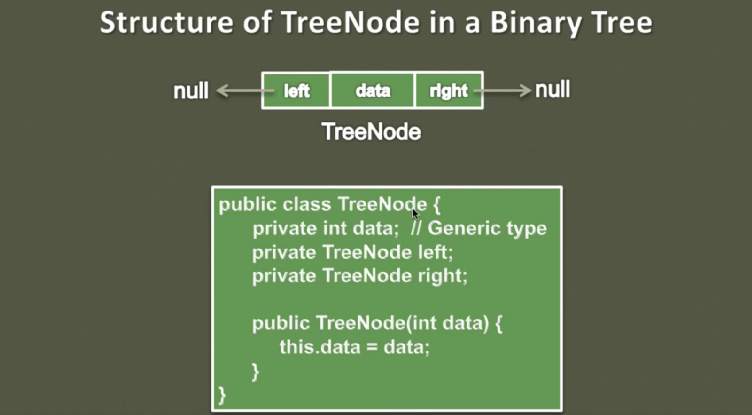 Structure of TreeNode in a Binary Tree
null left data right null
TreeNode
public class TreeNode {
private int data; // Generic type
private TreeNode left;
private TreeNode right;
public TreeNode(int data) {
this.data = data;
}
}